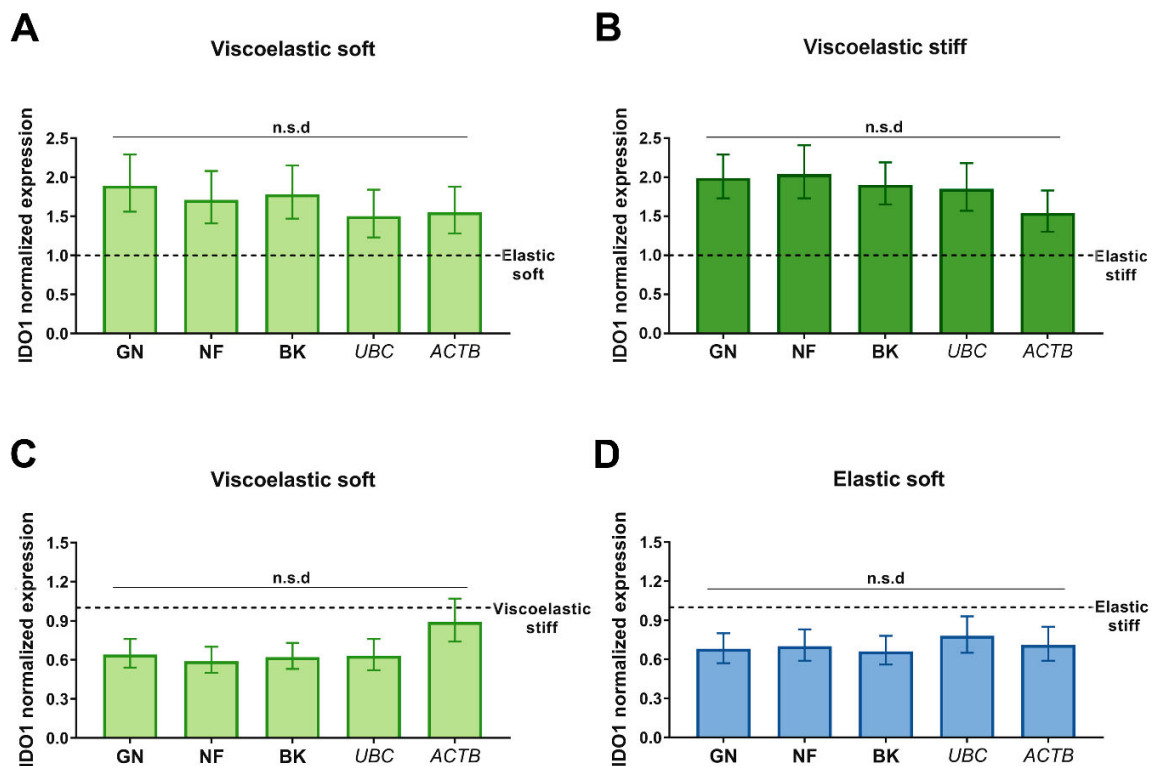 A
Viscoelastic soft
IDO1 normalized expression
n.s.d
2.5
2.0
1.5
1.0
0.5
0.0
Elastic
soft
GN NF BK UBC ACTB
B
Viscoelastic stiff
IDO1 normalized expression
n.s.d
2.5
2.0
1.5
1.0
0.5
0.0
Elastic
stiff
GN NF BK UBC ACTB
C
Viscoelastic soft
IDO1 normalized expression
n.s.d
1.5
1.2
0.9
0.6
0.3
0.0
Viscoelastic
stiff
GN NF BK UBC ACTB
D
Elastic soft
IDO1 normalized expression
n.s.d
1.5
1.2
0.9
0.6
0.3
0.0
Elastic
stiff
GN NF BK UBC ACTB